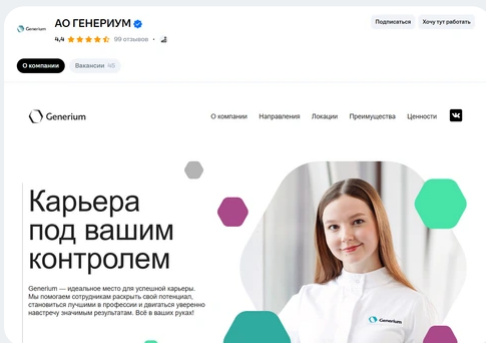 Generium
АО ГЕНЕРИУМ
4,4
99 отзывов
Подписаться
Хочу тут работать
О компании
Вакансии
Generium
О компании
Направления
Локации
Преимущества
Ценности
Карьера
под вашим
контролем
Generium — идеальное место для успешной карьеры.
Мы помогаем сотрудникам раскрыть свой потенциал,
становиться лучшими в профессии и двигаться уверенно
навстречу значимым результатам. Всё в ваших руках!
Generium